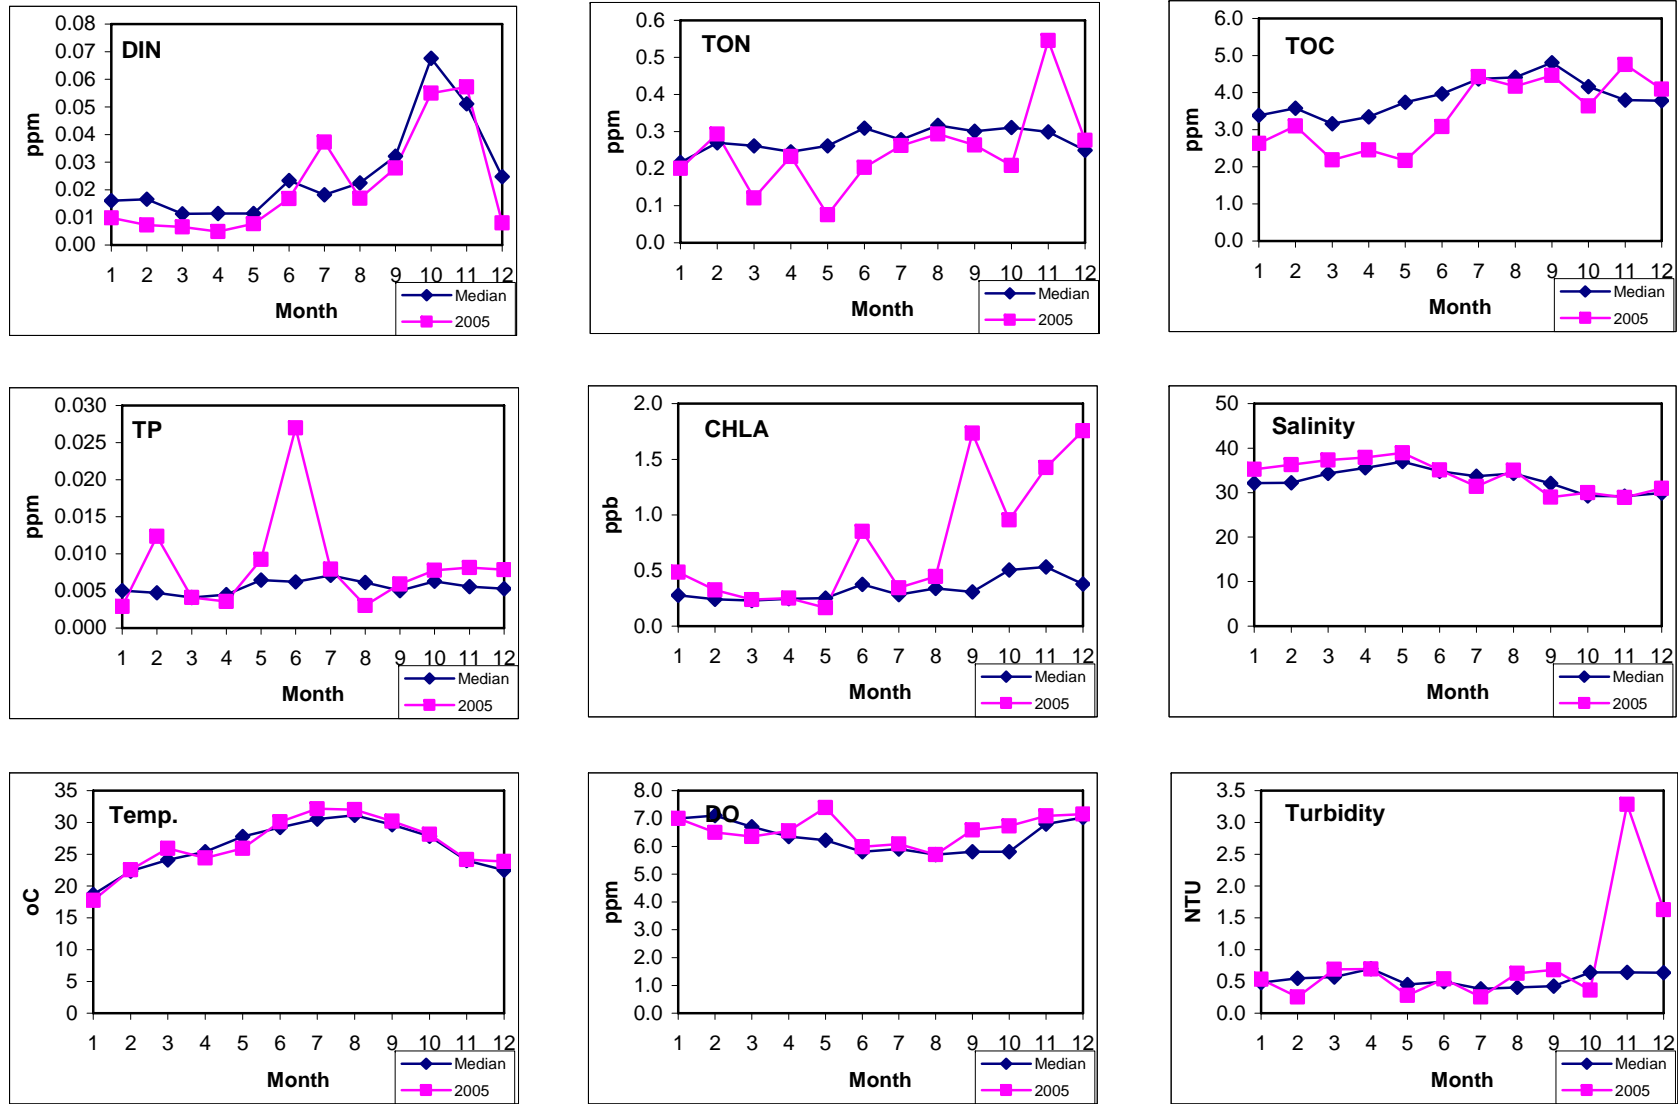 DIN
ppm
0.08
0.07
0.06
0.05
0.04
0.03
0.02
0.01
0.00
1 2 3 4 5 6 7 8 9 10 11 12
Month
Median
2005
TON
ppm
0.6
0.5
0.4
0.3
0.2
0.1
0.0
1 2 3 4 5 6 7 8 9 10 11 12
Month
Median
2005
TOC
ppm
6.0
5.0
4.0
3.0
2.0
1.0
0.0
1 2 3 4 5 6 7 8 9 10 11 12
Month
Median
2005
TP
ppm
0.030
0.025
0.020
0.015
0.010
0.005
0.000
1 2 3 4 5 6 7 8 9 10 11 12
Month
Median
2005
CHLA
ppb
2.0
1.5
1.0
0.5
0.0
1 2 3 4 5 6 7 8 9 10 11 12
Month
Median
2005
Salinity
50
40
30
20
10
0
1 2 3 4 5 6 7 8 9 10 11 12
Month
Median
2005
Temp.
oC
35
30
25
20
15
10
5
0
1 2 3 4 5 6 7 8 9 10 11 12
Month
Median
2005
DO
ppm
8.0
7.0
6.0
5.0
4.0
3.0
2.0
1.0
0.0
1 2 3 4 5 6 7 8 9 10 11 12
Month
Median
2005
Turbidity
NTU
3.5
3.0
2.5
2.0
1.5
1.0
0.5
0.0
1 2 3 4 5 6 7 8 9 10 11 12
Month
Median
2005